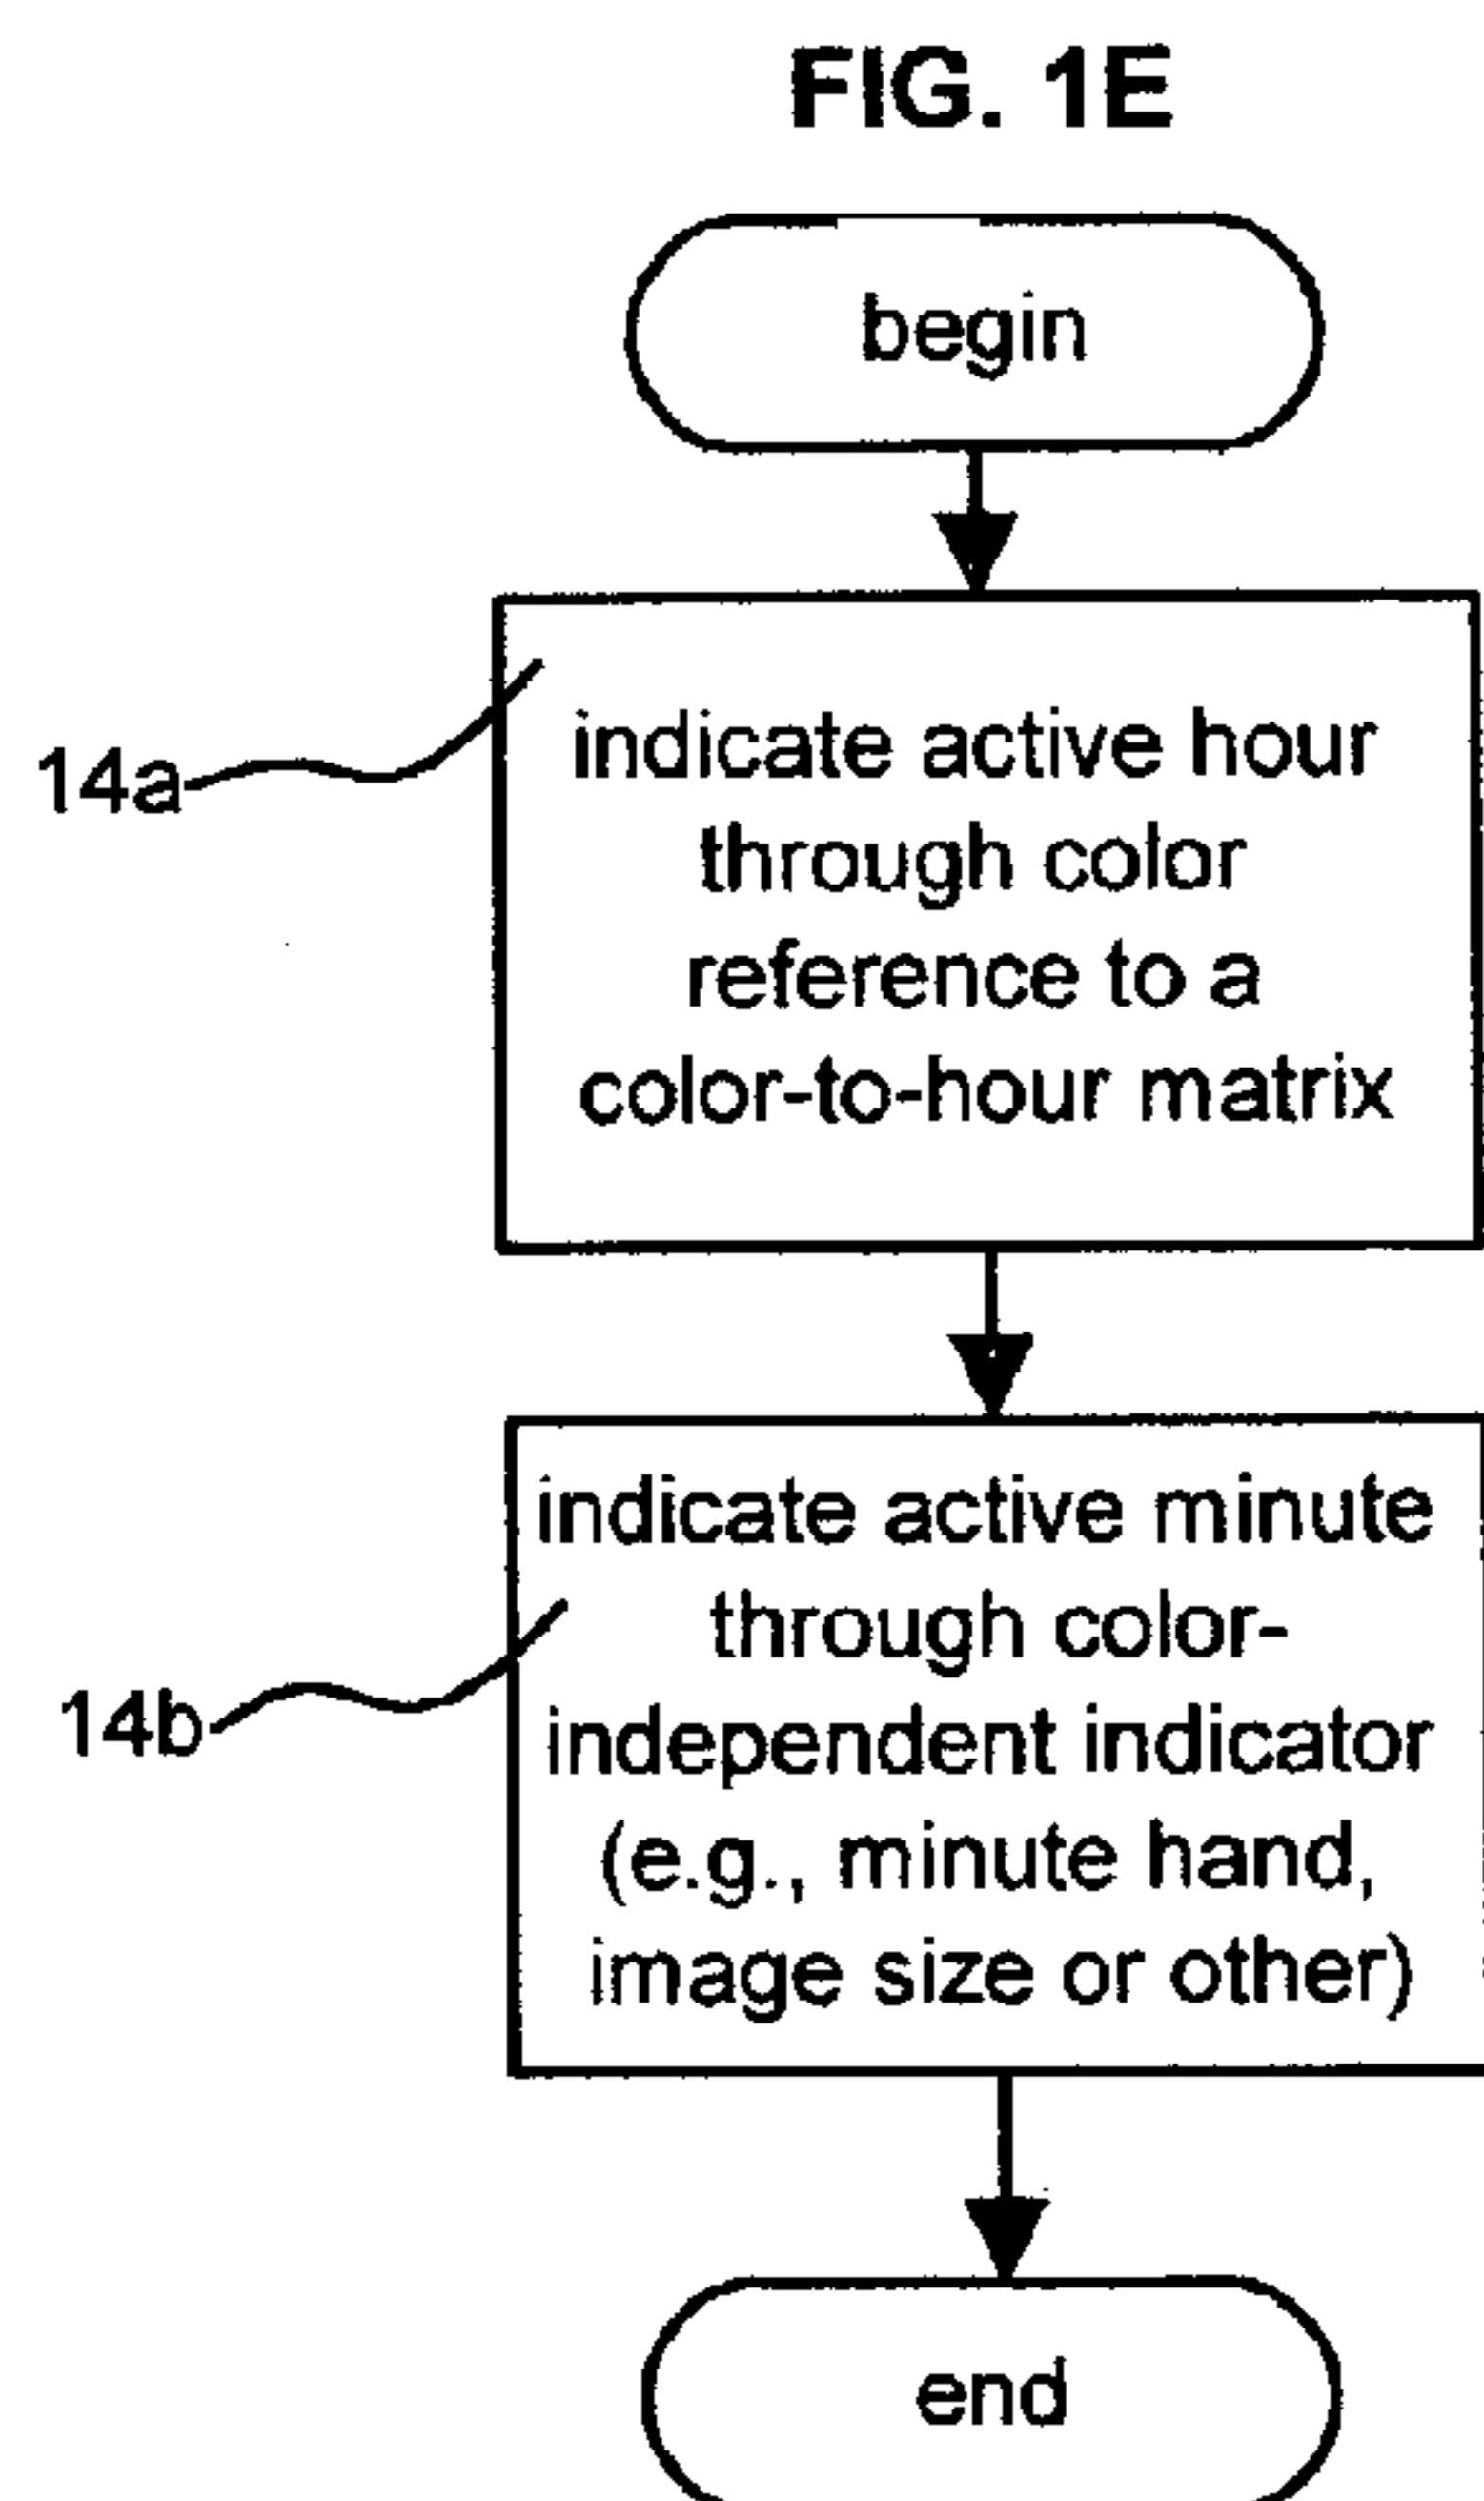 FIG. 1E
begin
14a
indicate active hour
through color
reference to a
color-to-hour matrix
14b
indicate active minute
through color-
independent indicator
(e.g., minute hand,
image size or other)
end